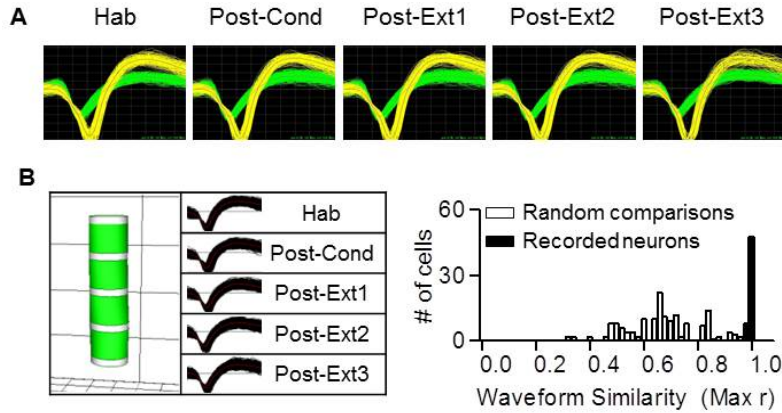 A
Hab
Post-Cond
Post-Ext1
Post-Ext2
Post-Ext3
B
Hab
Post-Cond
Post-Ext1
Post-Ext2
Post-Ext3
60
30
0
# of cells
Random comparisons
Recorded neurons
0.0 0.2 0.4 0.6 0.8 1.0
Waveform Similarity (Max r)